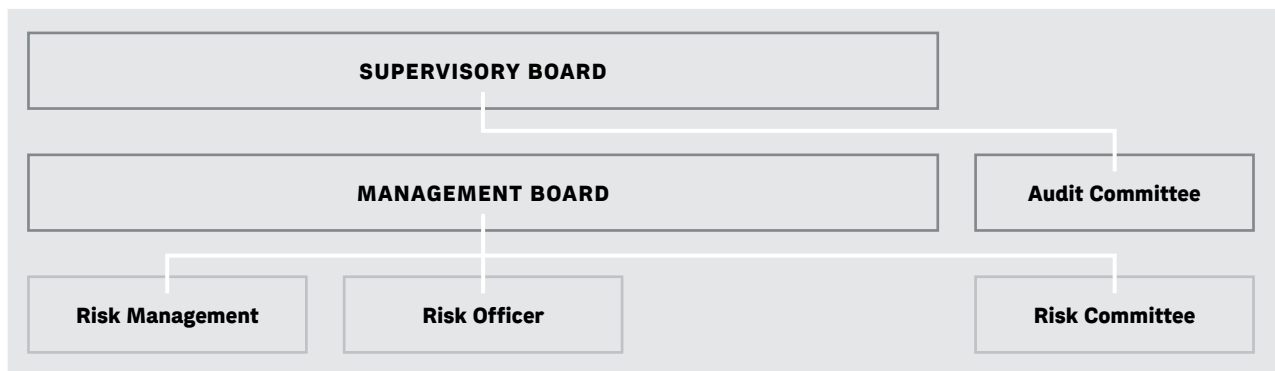 SUPERVISORY BOARD
MANAGEMENT BOARD
Audit Committee
Risk Management
Risk Officer
Risk Committee